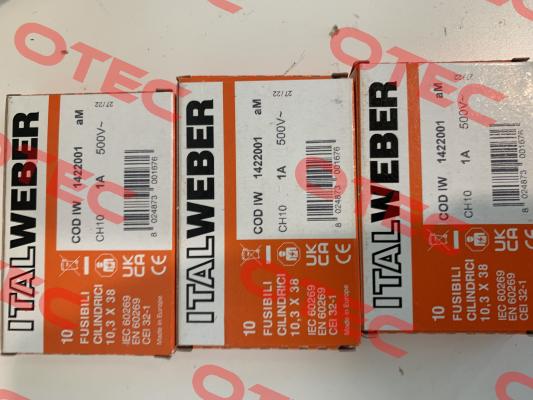 OTEC
ITALWEBER
COD IW 1422001 aM
CH10 1A 500V~
27/22
8 024873 001676
UK CA CE
10
FUSIBILI
CILINDRICI
10,3 X 38
IEC 60269
EN 60269
CEI 32-1
Made in Europe
ITALWEBER
COD IW 1422001 aM
CH10 1A 500V~
27/22
8 024873 001676
UK CA CE
10
FUSIBILI
CILINDRICI
10,3 X 38
IEC 60269
EN 60269
CEI 32-1
Made in Europe
ITALWEBER
COD IW 1422001 aM
CH10 1A 500V~
8 024873 001676
UK CA CE
10
FUSIBILI
CILINDRICI
10,3 X 38
IEC 60269
EN 60269
CEI 32-1